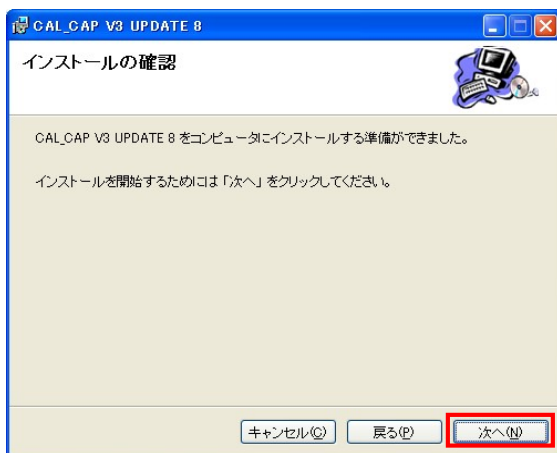 CAL_CAP V3 UPDATE 8
インストールの確認
CAL_CAP V3 UPDATE 8 をコンピュータにインストールする準備ができました。
インストールを開始するためには「次へ」をクリックしてください。
キャンセル(C) 戻る(P) 次へ(N)